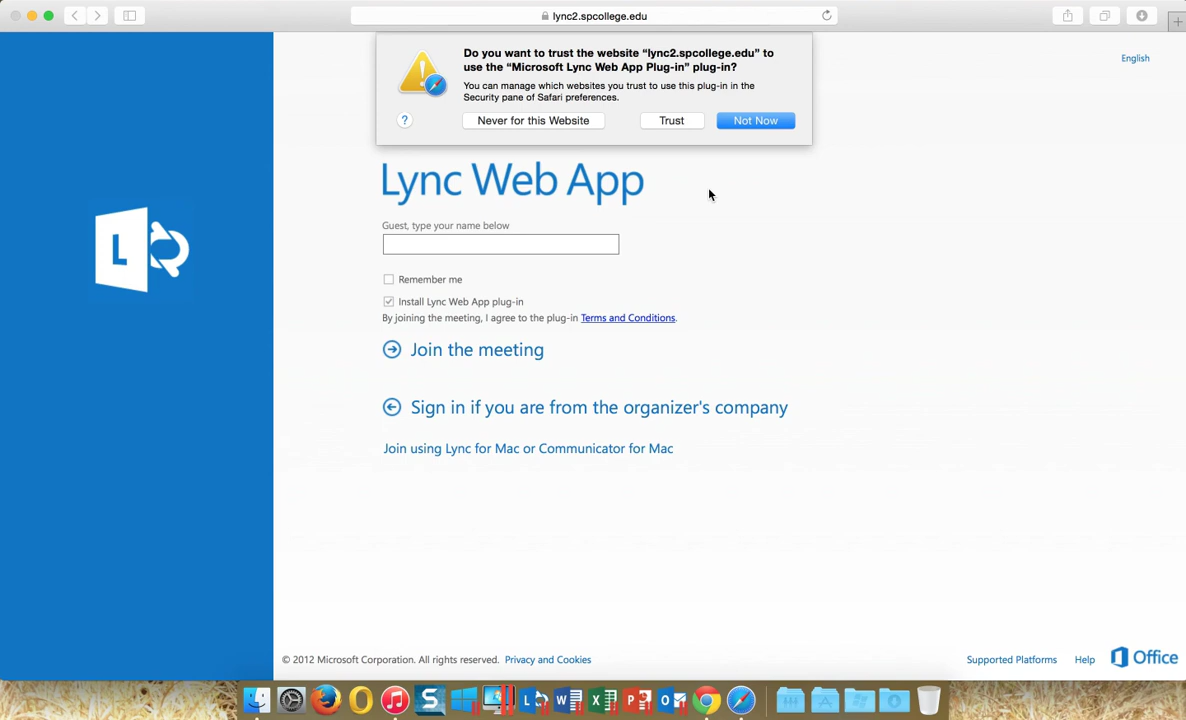 lync2.spcollege.edu
Do you want to trust the website “lync2.spcollege.edu” to
use the “Microsoft Lync Web App Plug-in” plug-in?
You can manage which websites you trust to use this plug-in in the
Security pane of Safari preferences.
?
Never for this Website
Trust
Not Now
English
L
Lync Web App
Guest, type your name below
Remember me
Install Lync Web App plug-in
By joining the meeting, I agree to the plug-in Terms and Conditions.
Join the meeting
Sign in if you are from the organizer's company
Join using Lync for Mac or Communicator for Mac
© 2012 Microsoft Corporation. All rights reserved. Privacy and Cookies
Supported Platforms Help Office